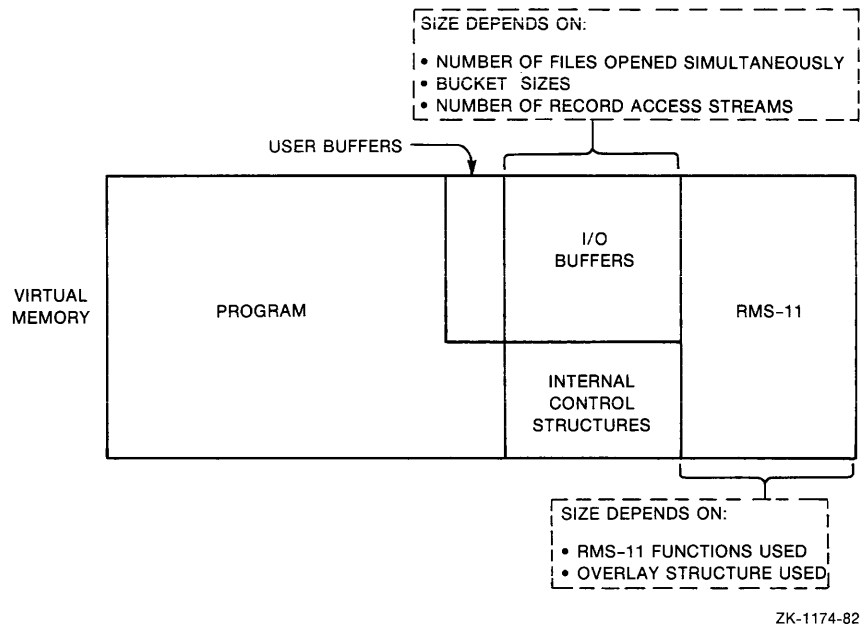 SIZE DEPENDS ON:
• NUMBER OF FILES OPENED SIMULTANEOUSLY
• BUCKET SIZES
• NUMBER OF RECORD ACCESS STREAMS
USER BUFFERS
VIRTUAL
MEMORY
PROGRAM
I/O
BUFFERS
INTERNAL
CONTROL
STRUCTURES
RMS-11
SIZE DEPENDS ON:
• RMS-11 FUNCTIONS USED
• OVERLAY STRUCTURE USED
ZK-1174-82